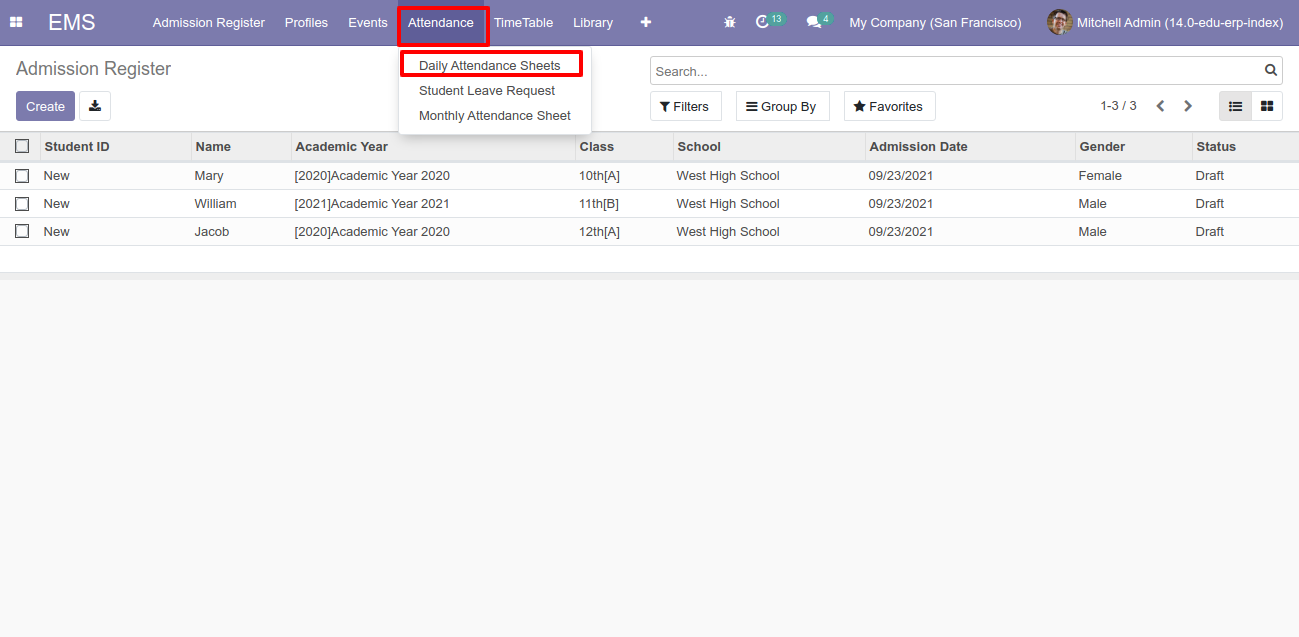 EMS Admission Register Profiles Events Attendance TimeTable Library 13 4 My Company (San Francisco) Mitchell Admin (14.0-edu-erp-index)
Daily Attendance Sheets
Student Leave Request
Monthly Attendance Sheet
Admission Register
Search...
Create
Filters Group By Favorites 1-3 / 3
Student ID Name Academic Year Class School Admission Date Gender Status
New Mary [2020]Academic Year 2020 10th[A] West High School 09/23/2021 Female Draft
New William [2021]Academic Year 2021 11th[B] West High School 09/23/2021 Male Draft
New Jacob [2020]Academic Year 2020 12th[A] West High School 09/23/2021 Male Draft